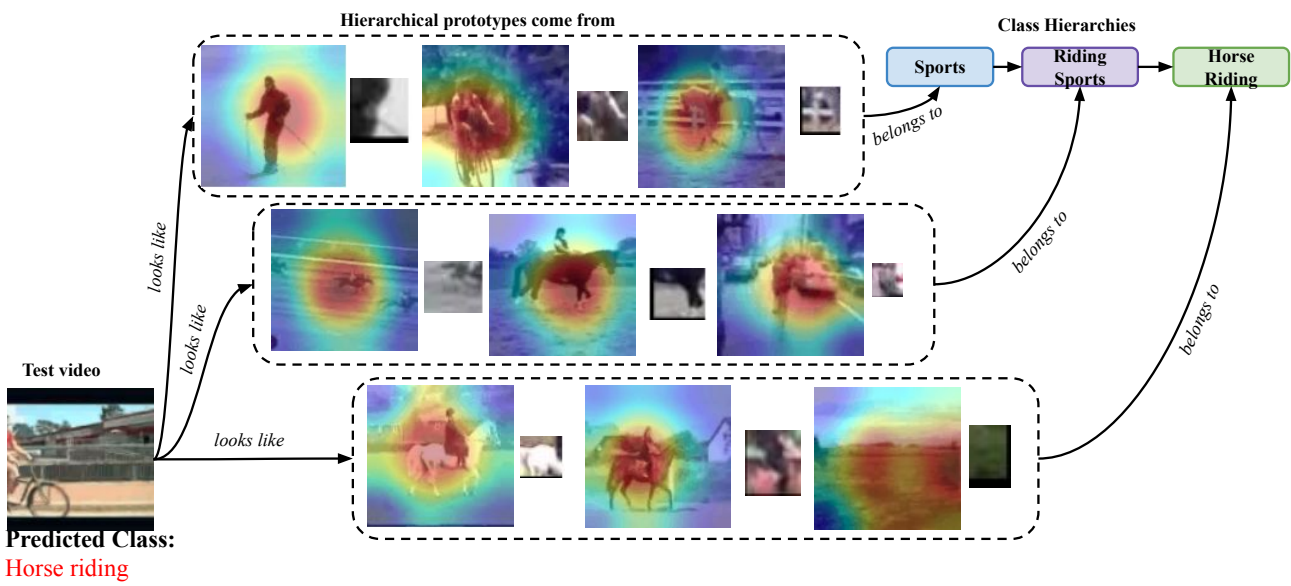 Hierarchical prototypes come from
Class Hierarchies
Sports
Riding
Sports
Horse
Riding
belongs to
looks like
belongs to
looks like
belongs to
Test video
looks like
Predicted Class:
Horse riding